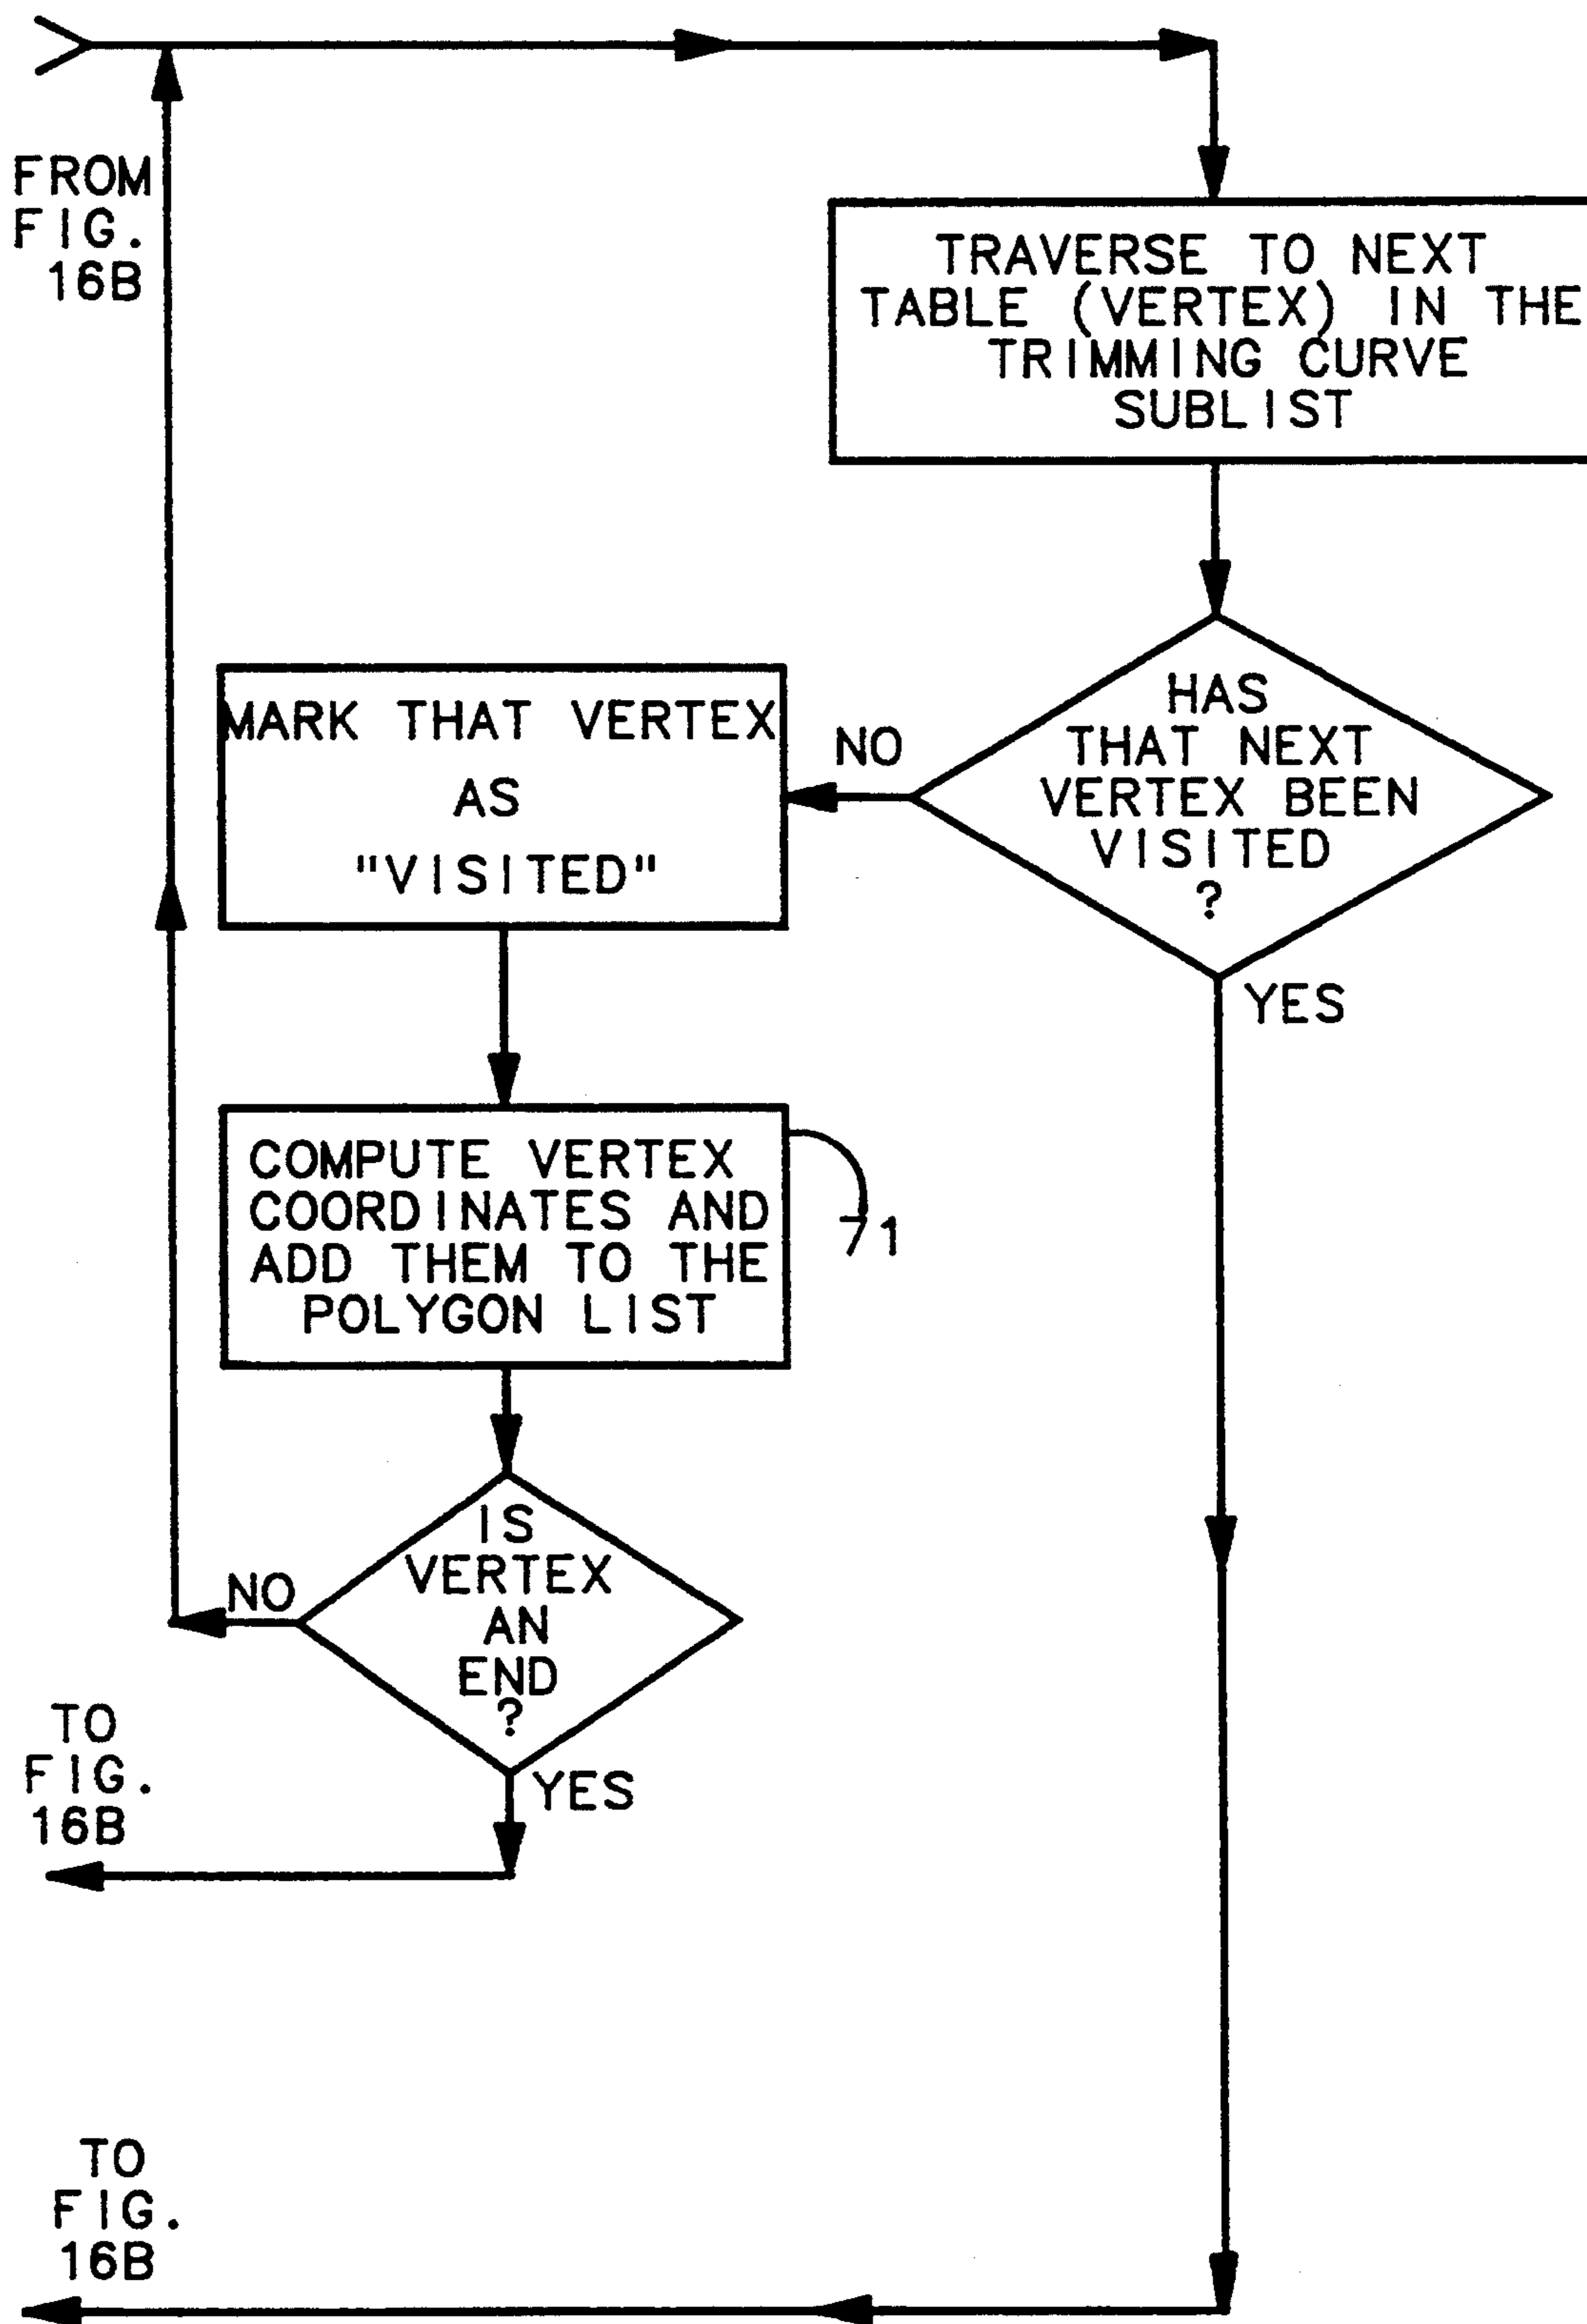 FROM
FIG.
16B
TRAVERSE TO NEXT
TABLE (VERTEX) IN THE
TRIMMING CURVE
SUBLIST
HAS
THAT NEXT
VERTEX BEEN
VISITED
?
NO
YES
MARK THAT VERTEX
AS
"VISITED"
COMPUTE VERTEX
COORDINATES AND
ADD THEM TO THE
POLYGON LIST
71
IS
VERTEX
AN
END
?
NO
YES
TO
FIG.
16B
TO
FIG.
16B